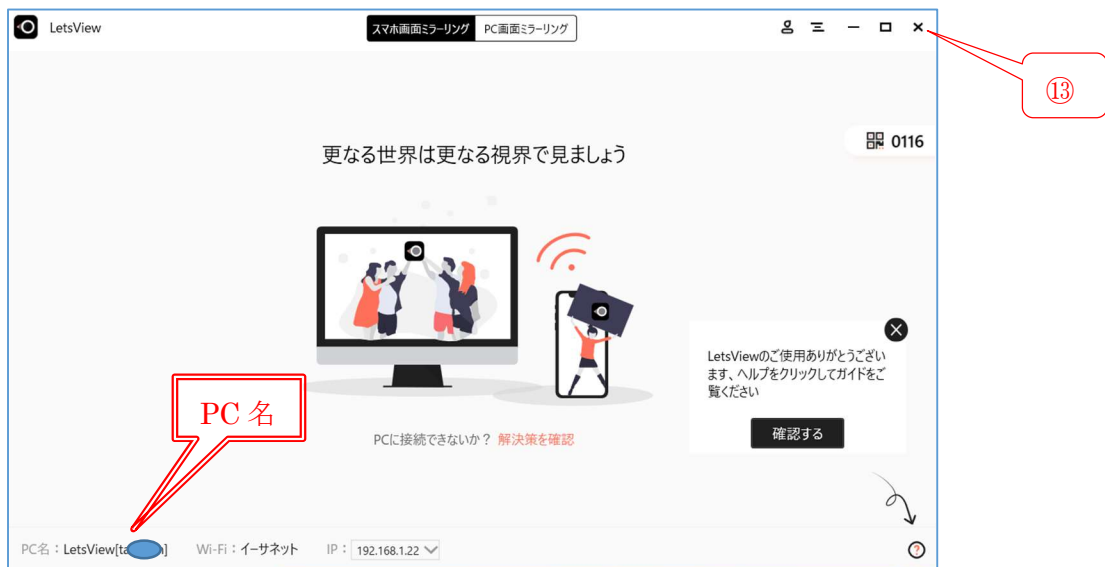 LetsView
スマホ画面ミラーリング PC画面ミラーリング
⑬
0116
更なる世界は更なる視界で見ましょう
LetsViewのご使用ありがとうござい
ます、ヘルプをクリックしてガイドをご
覧ください
確認する
PC 名
PCに接続できないか？ 解決策を確認
PC名：LetsView[ta n] Wi-Fi：イーサネット IP： 192.168.1.22
?